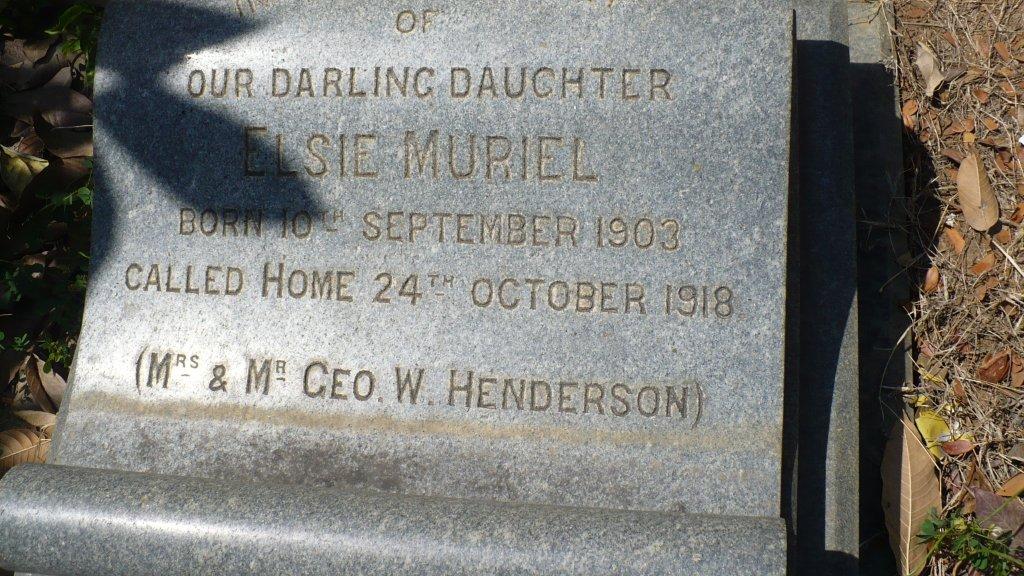 OF
OUR DARLING DAUGHTER
ELSIE MURIEL
BORN 10TH SEPTEMBER 1903
CALLED HOME 24TH OCTOBER 1918
(MRS & MR GEO. W. HENDERSON)